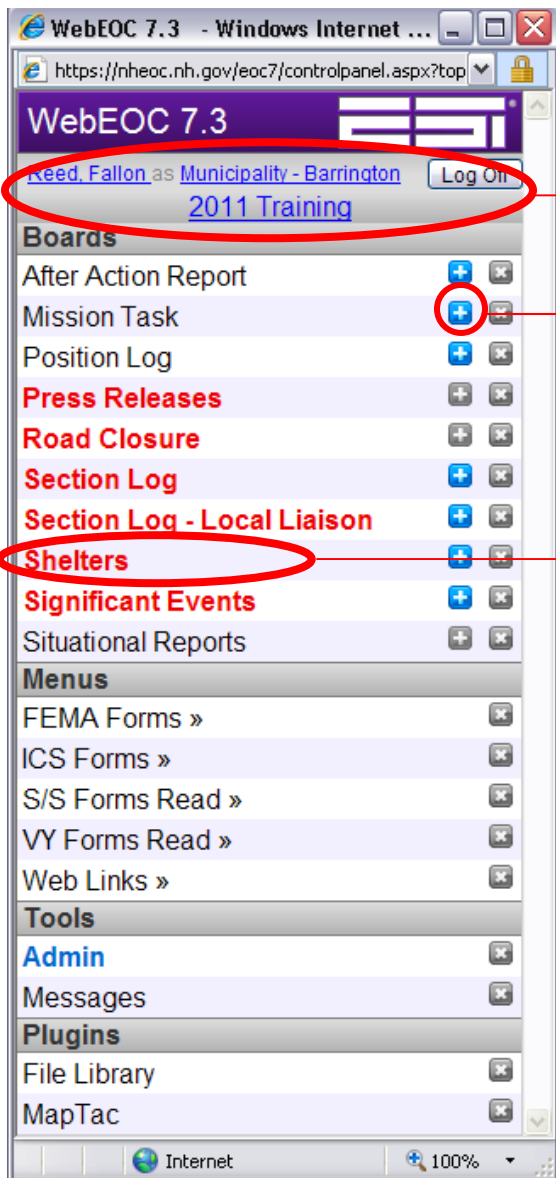 WebEOC 7.3 - Windows Internet ...
https://nheoc.nh.gov/eoc7/controlpanel.aspx?top
WebEOC 7.3 ESi
Reed, Fallon as Municipality - Barrington Log Off
2011 Training
Boards
After Action Report
Mission Task
Position Log
Press Releases
Road Closure
Section Log
Section Log - Local Liaison
Shelters
Significant Events
Situational Reports
Menus
FEMA Forms »
ICS Forms »
S/S Forms Read »
VY Forms Read »
Web Links »
Tools
Admin
Messages
Plugins
File Library
MapTac
Internet 100%